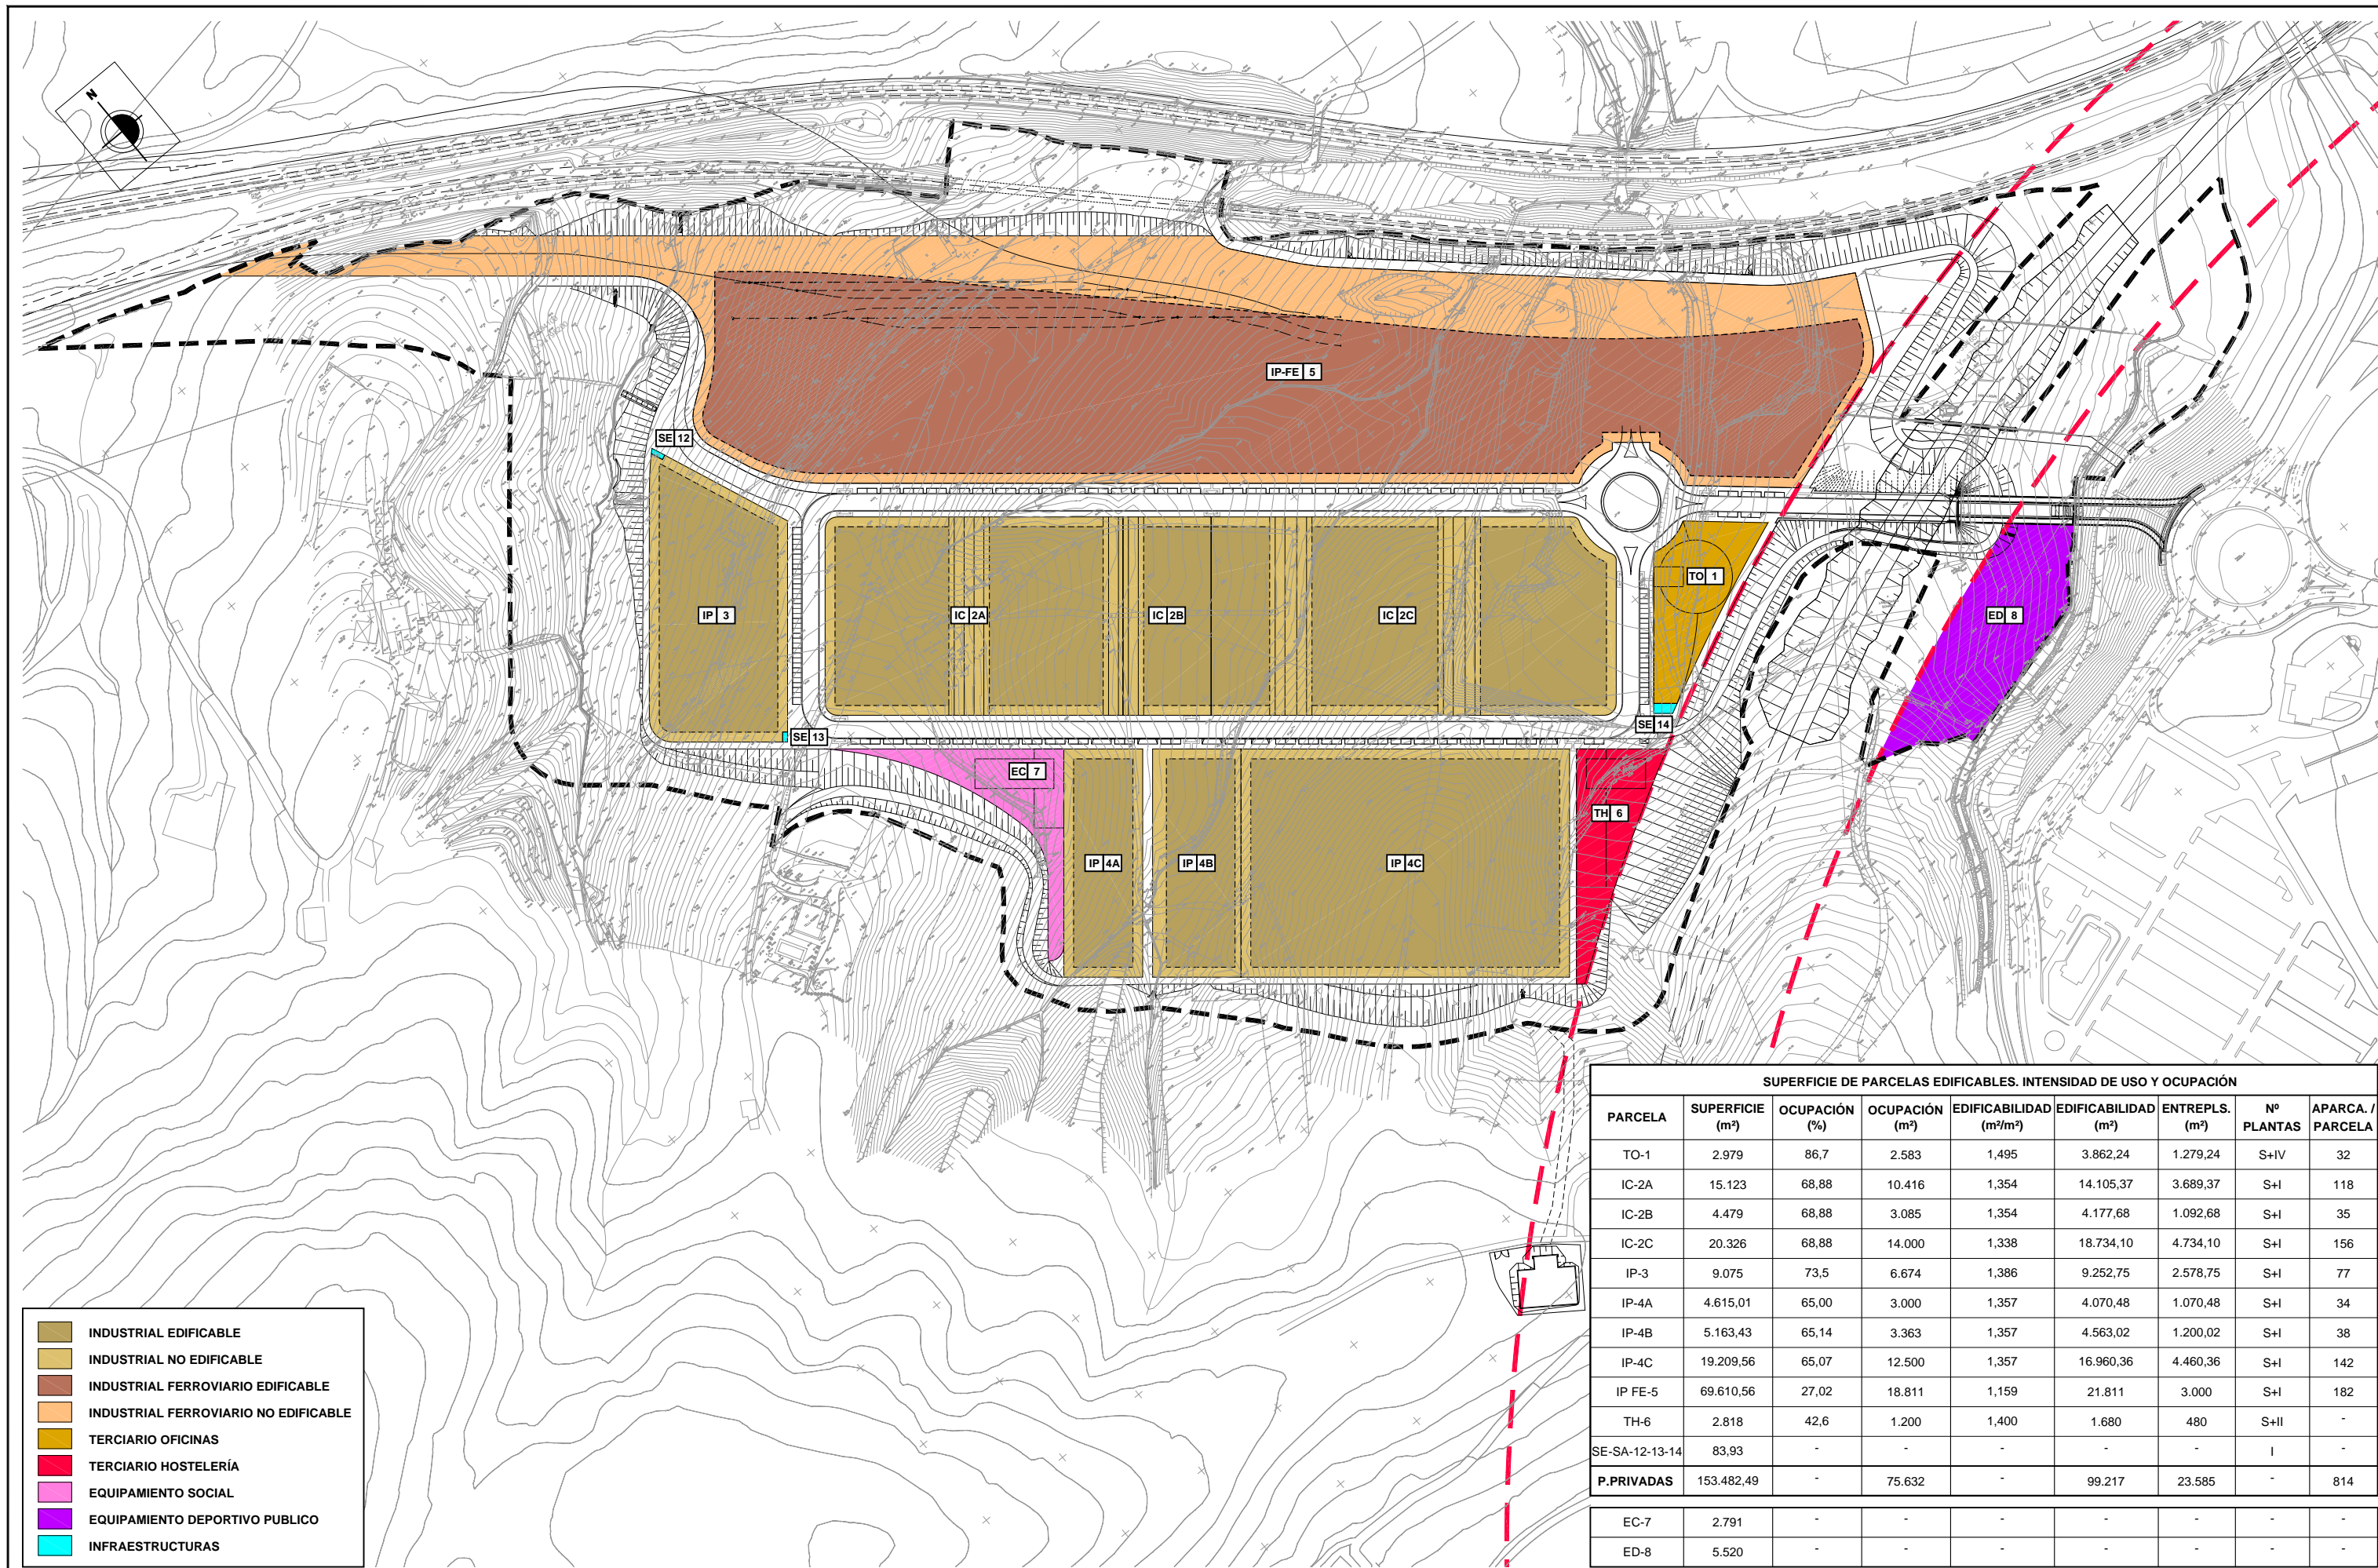 N
IP-FE 5
SE 12
TO 1
IP 3
IC 2A
IC 2B
IC 2C
ED 8
SE 14
SE 13
EC 7
TH 6
IP 4A
IP 4B
IP 4C
SUPERFICIE DE PARCELAS EDIFICABLES. INTENSIDAD DE USO Y OCUPACIÓN
PARCELA SUPERFICIE (m²) OCUPACIÓN (%) OCUPACIÓN (m²) EDIFICABILIDAD (m²/m²) EDIFICABILIDAD (m²) ENTREPLS. (m²) Nº PLANTAS APARCA. / PARCELA
TO-1 2.979 86,7 2.583 1,495 3.862,24 1.279,24 S+IV 32
IC-2A 15.123 68,88 10.416 1,354 14.105,37 3.689,37 S+I 118
IC-2B 4.479 68,88 3.085 1,354 4.177,68 1.092,68 S+I 35
IC-2C 20.326 68,88 14.000 1,338 18.734,10 4.734,10 S+I 156
IP-3 9.075 73,5 6.674 1,386 9.252,75 2.578,75 S+I 77
IP-4A 4.615,01 65,00 3.000 1,357 4.070,48 1.070,48 S+I 34
IP-4B 5.163,43 65,14 3.363 1,357 4.563,02 1.200,02 S+I 38
IP-4C 19.209,56 65,07 12.500 1,357 16.960,36 4.460,36 S+I 142
IP FE-5 69.610,56 27,02 18.811 1,159 21.811 3.000 S+I 182
TH-6 2.818 42,6 1.200 1,400 1.680 480 S+II -
SE-SA-12-13-14 83,93 - - - - - I -
P.PRIVADAS 153.482,49 - 75.632 - 99.217 23.585 - 814
EC-7 2.791 - - - - - - -
ED-8 5.520 - - - - - - -
INDUSTRIAL EDIFICABLE
INDUSTRIAL NO EDIFICABLE
INDUSTRIAL FERROVIARIO EDIFICABLE
INDUSTRIAL FERROVIARIO NO EDIFICABLE
TERCIARIO OFICINAS
TERCIARIO HOSTELERÍA
EQUIPAMIENTO SOCIAL
EQUIPAMIENTO DEPORTIVO PUBLICO
INFRAESTRUCTURAS